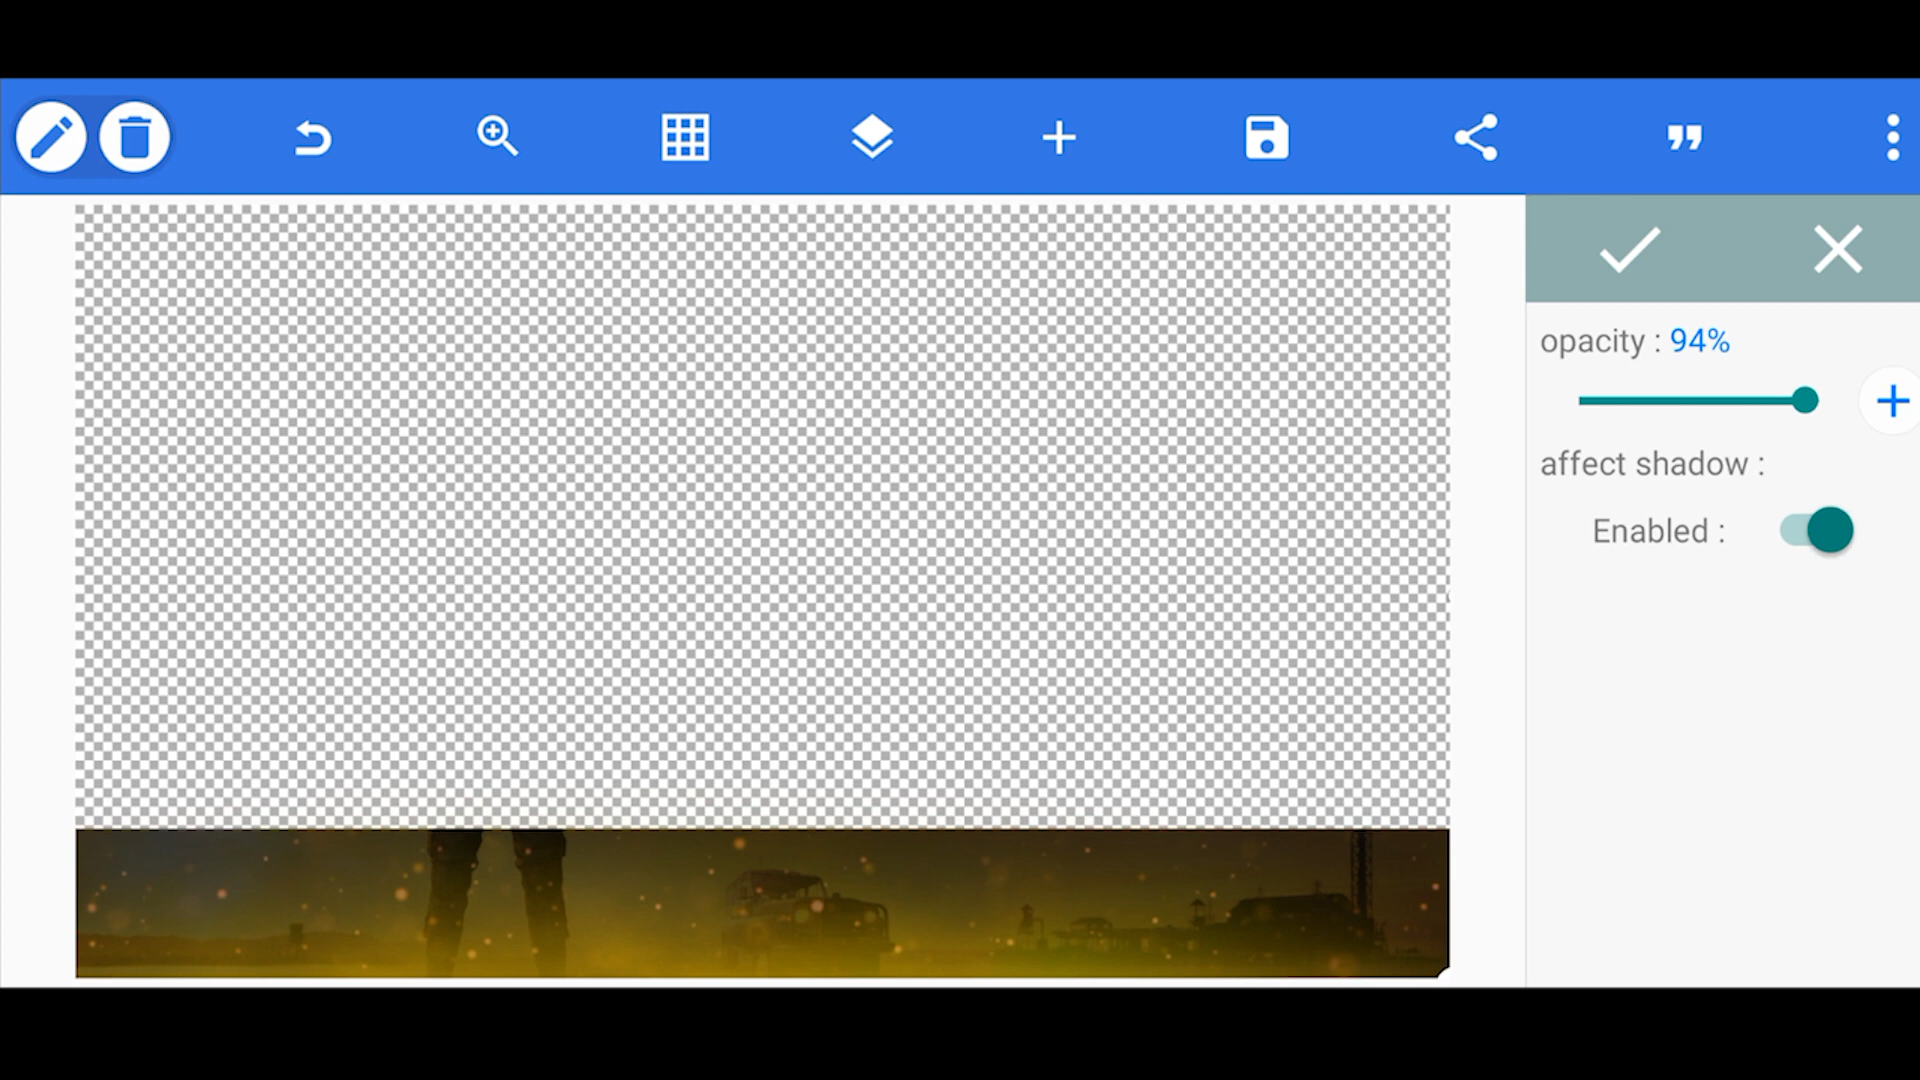 opacity : 94%
affect shadow :
Enabled :